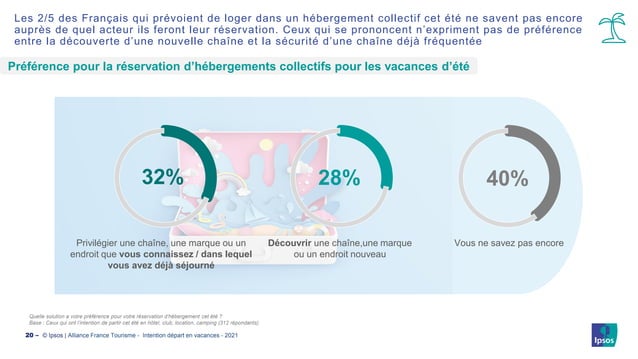 Les 2/5 des Français qui prévoient de loger dans un hébergement collectif cet été ne savent pas encore
auprès de quel acteur ils feront leur réservation. Ceux qui se prononcent n’expriment pas de préférence
entre la découverte d’une nouvelle chaîne et la sécurité d’une chaîne déjà fréquentée
Préférence pour la réservation d’hébergements collectifs pour les vacances d’été
32%
28%
40%
Privilégier une chaîne, une marque ou un
endroit que vous connaissez / dans lequel
vous avez déjà séjourné
Découvrir une chaîne,une marque
ou un endroit nouveau
Vous ne savez pas encore
Quelle solution a votre préférence pour votre réservation d’hébergement cet été ?
Base : Ceux qui ont l’intention de partir cet été en hôtel, club, location, camping (313 répondants)
20 – © Ipsos | Alliance France Tourisme - Intention départ en vacances - 2021
Ipsos